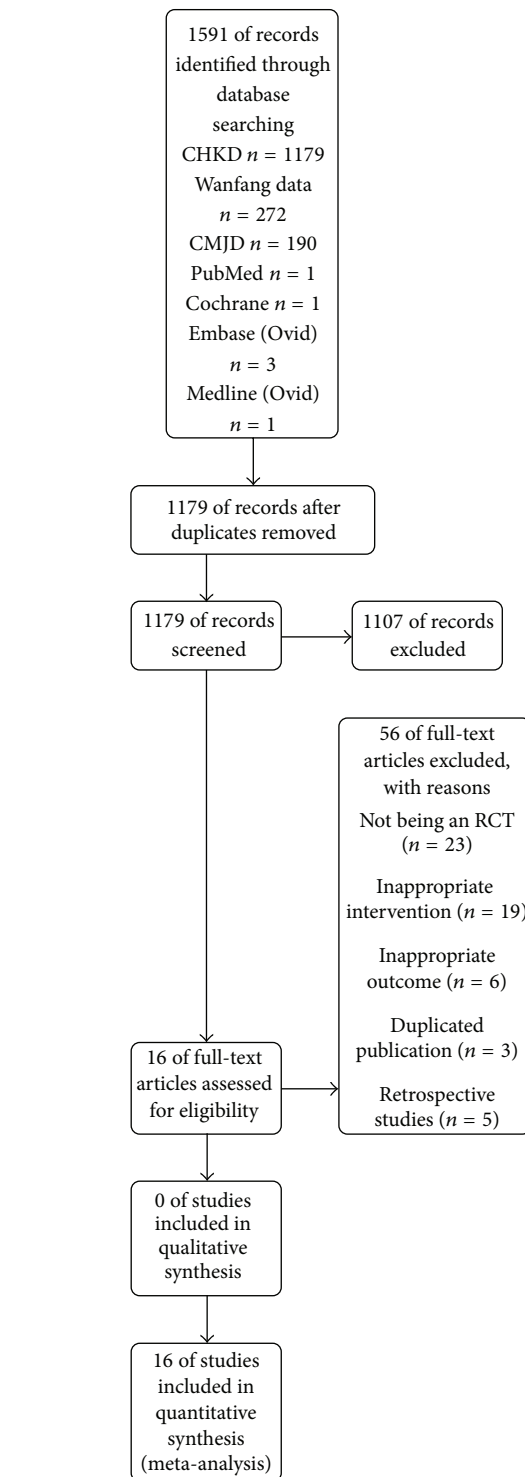 1591 of records
identified through
database
searching
CHKD n = 1179
Wanfang data
n = 272
CMJD n = 190
PubMed n = 1
Cochrane n = 1
Embase (Ovid)
n = 3
Medline (Ovid)
n = 1
1179 of records after
duplicates removed
1179 of records
screened
1107 of records
excluded
56 of full-text
articles excluded,
with reasons
Not being an RCT
(n = 23)
Inappropriate
intervention (n = 19)
Inappropriate
outcome (n = 6)
Duplicated
publication (n = 3)
Retrospective
studies (n = 5)
16 of full-text
articles assessed
for eligibility
0 of studies
included in
qualitative
synthesis
16 of studies
included in
quantitative
synthesis
(meta-analysis)